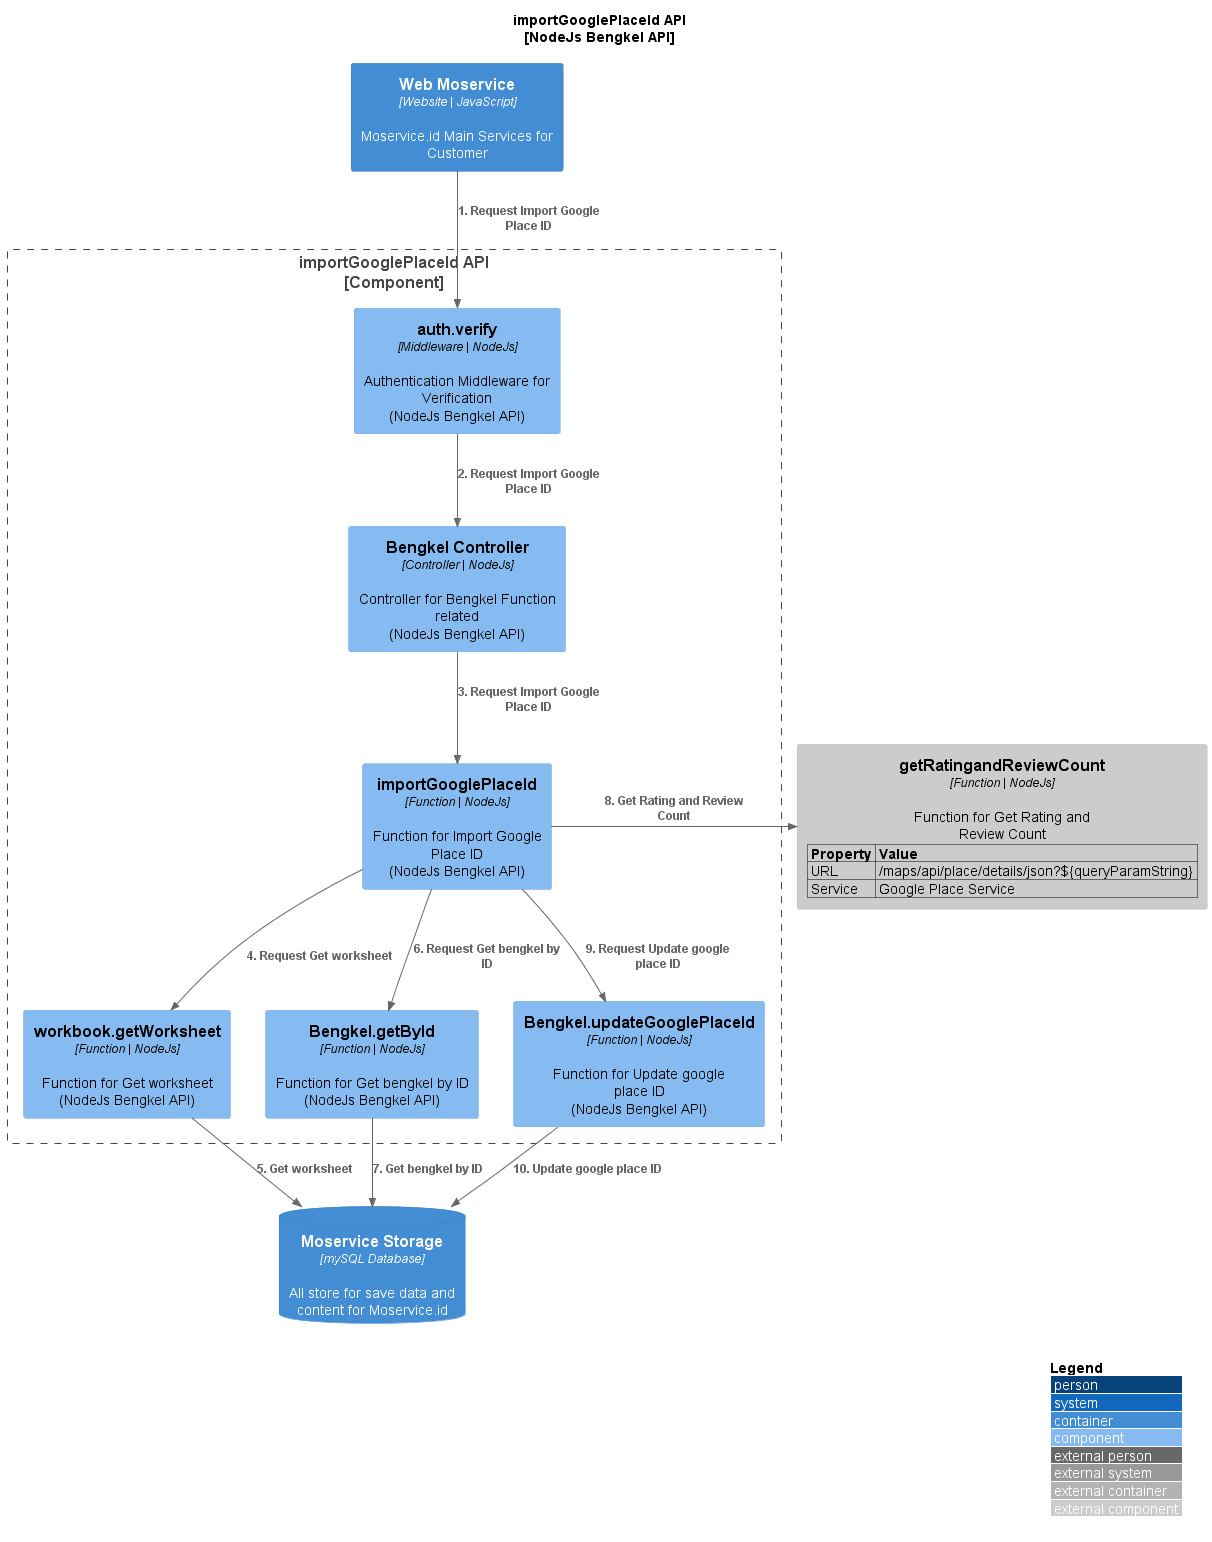 importGooglePlaceId API
[NodeJs Bengkel API]
Web Moservice
[Website | JavaScript]
Moservice.id Main Services for
Customer
1. Request Import Google
Place ID
importGooglePlaceId API
[Component]
auth.verify
[Middleware | NodeJs]
Authentication Middleware for
Verification
(NodeJs Bengkel API)
2. Request Import Google
Place ID
Bengkel Controller
[Controller | NodeJs]
Controller for Bengkel Function
related
(NodeJs Bengkel API)
3. Request Import Google
Place ID
importGooglePlaceId
[Function | NodeJs]
Function for Import Google
Place ID
(NodeJs Bengkel API)
8. Get Rating and Review
Count
getRatingandReviewCount
[Function | NodeJs]
Function for Get Rating and
Review Count
Property Value
URL /maps/api/place/details/json?${queryParamString}
Service Google Place Service
4. Request Get worksheet
6. Request Get bengkel by
ID
9. Request Update google
place ID
workbook.getWorksheet
[Function | NodeJs]
Function for Get worksheet
(NodeJs Bengkel API)
Bengkel.getById
[Function | NodeJs]
Function for Get bengkel by ID
(NodeJs Bengkel API)
Bengkel.updateGooglePlaceId
[Function | NodeJs]
Function for Update google
place ID
(NodeJs Bengkel API)
5. Get worksheet
7. Get bengkel by ID
10. Update google place ID
Moservice Storage
[mySQL Database]
All store for save data and
content for Moservice.id
Legend
person
system
container
component
external person
external system
external container
external component